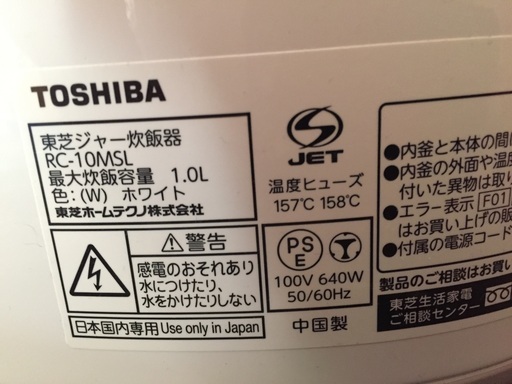 TOSHIBA
東芝ジャー炊飯器
RC-10MSL
最大炊飯容量 1.0L
色:(W) ホワイト
東芝ホームテクノ株式会社
⚠警告
感電のおそれあり
水につけたり、
水をかけたりしない
日本国内専用 Use only in Japan
S
JET
温度ヒューズ
157℃ 158℃
PS
E
100V 640W
50/60Hz
中国製
●内釜と本体の間に
●内釜の外面や温度
付いた異物は取り
●エラー表示[F01]
はお買い上げの販
●付属の電源コード
製品のご相談はお買い
東芝生活家電
ご相談センター